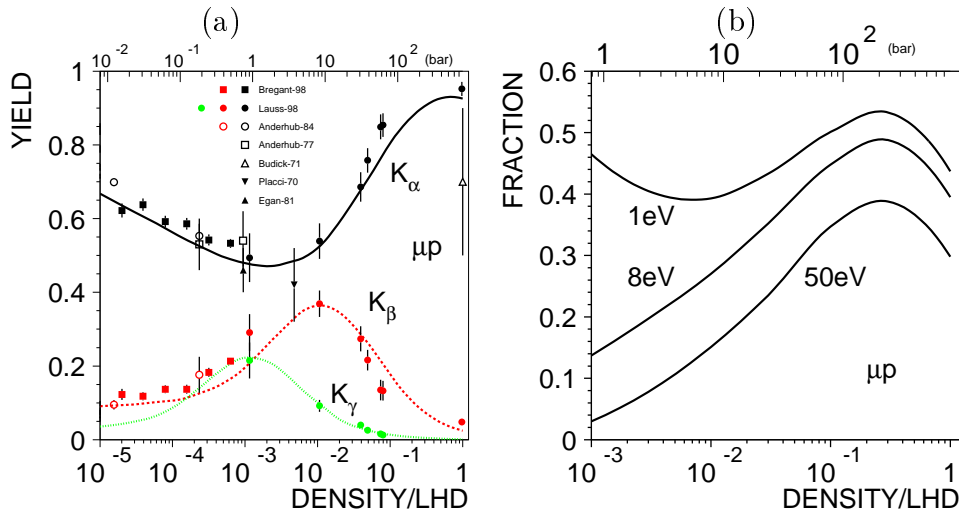 (a)
10^-2 10^-1 1 10 10^2 (bar)
YIELD
1
0.8
0.6
0.4
0.2
0
Bregant-98
Lauss-98
Anderhub-84
Anderhub-77
Budick-71
Placci-70
Egan-81
K_α
μp
K_β
K_γ
10^-5 10^-4 10^-3 10^-2 10^-1 1
DENSITY/LHD
(b)
1 10 10^2 (bar)
FRACTION
0.6
0.5
0.4
0.3
0.2
0.1
0
1eV
8eV
50eV
μp
10^-3 10^-2 10^-1 1
DENSITY/LHD